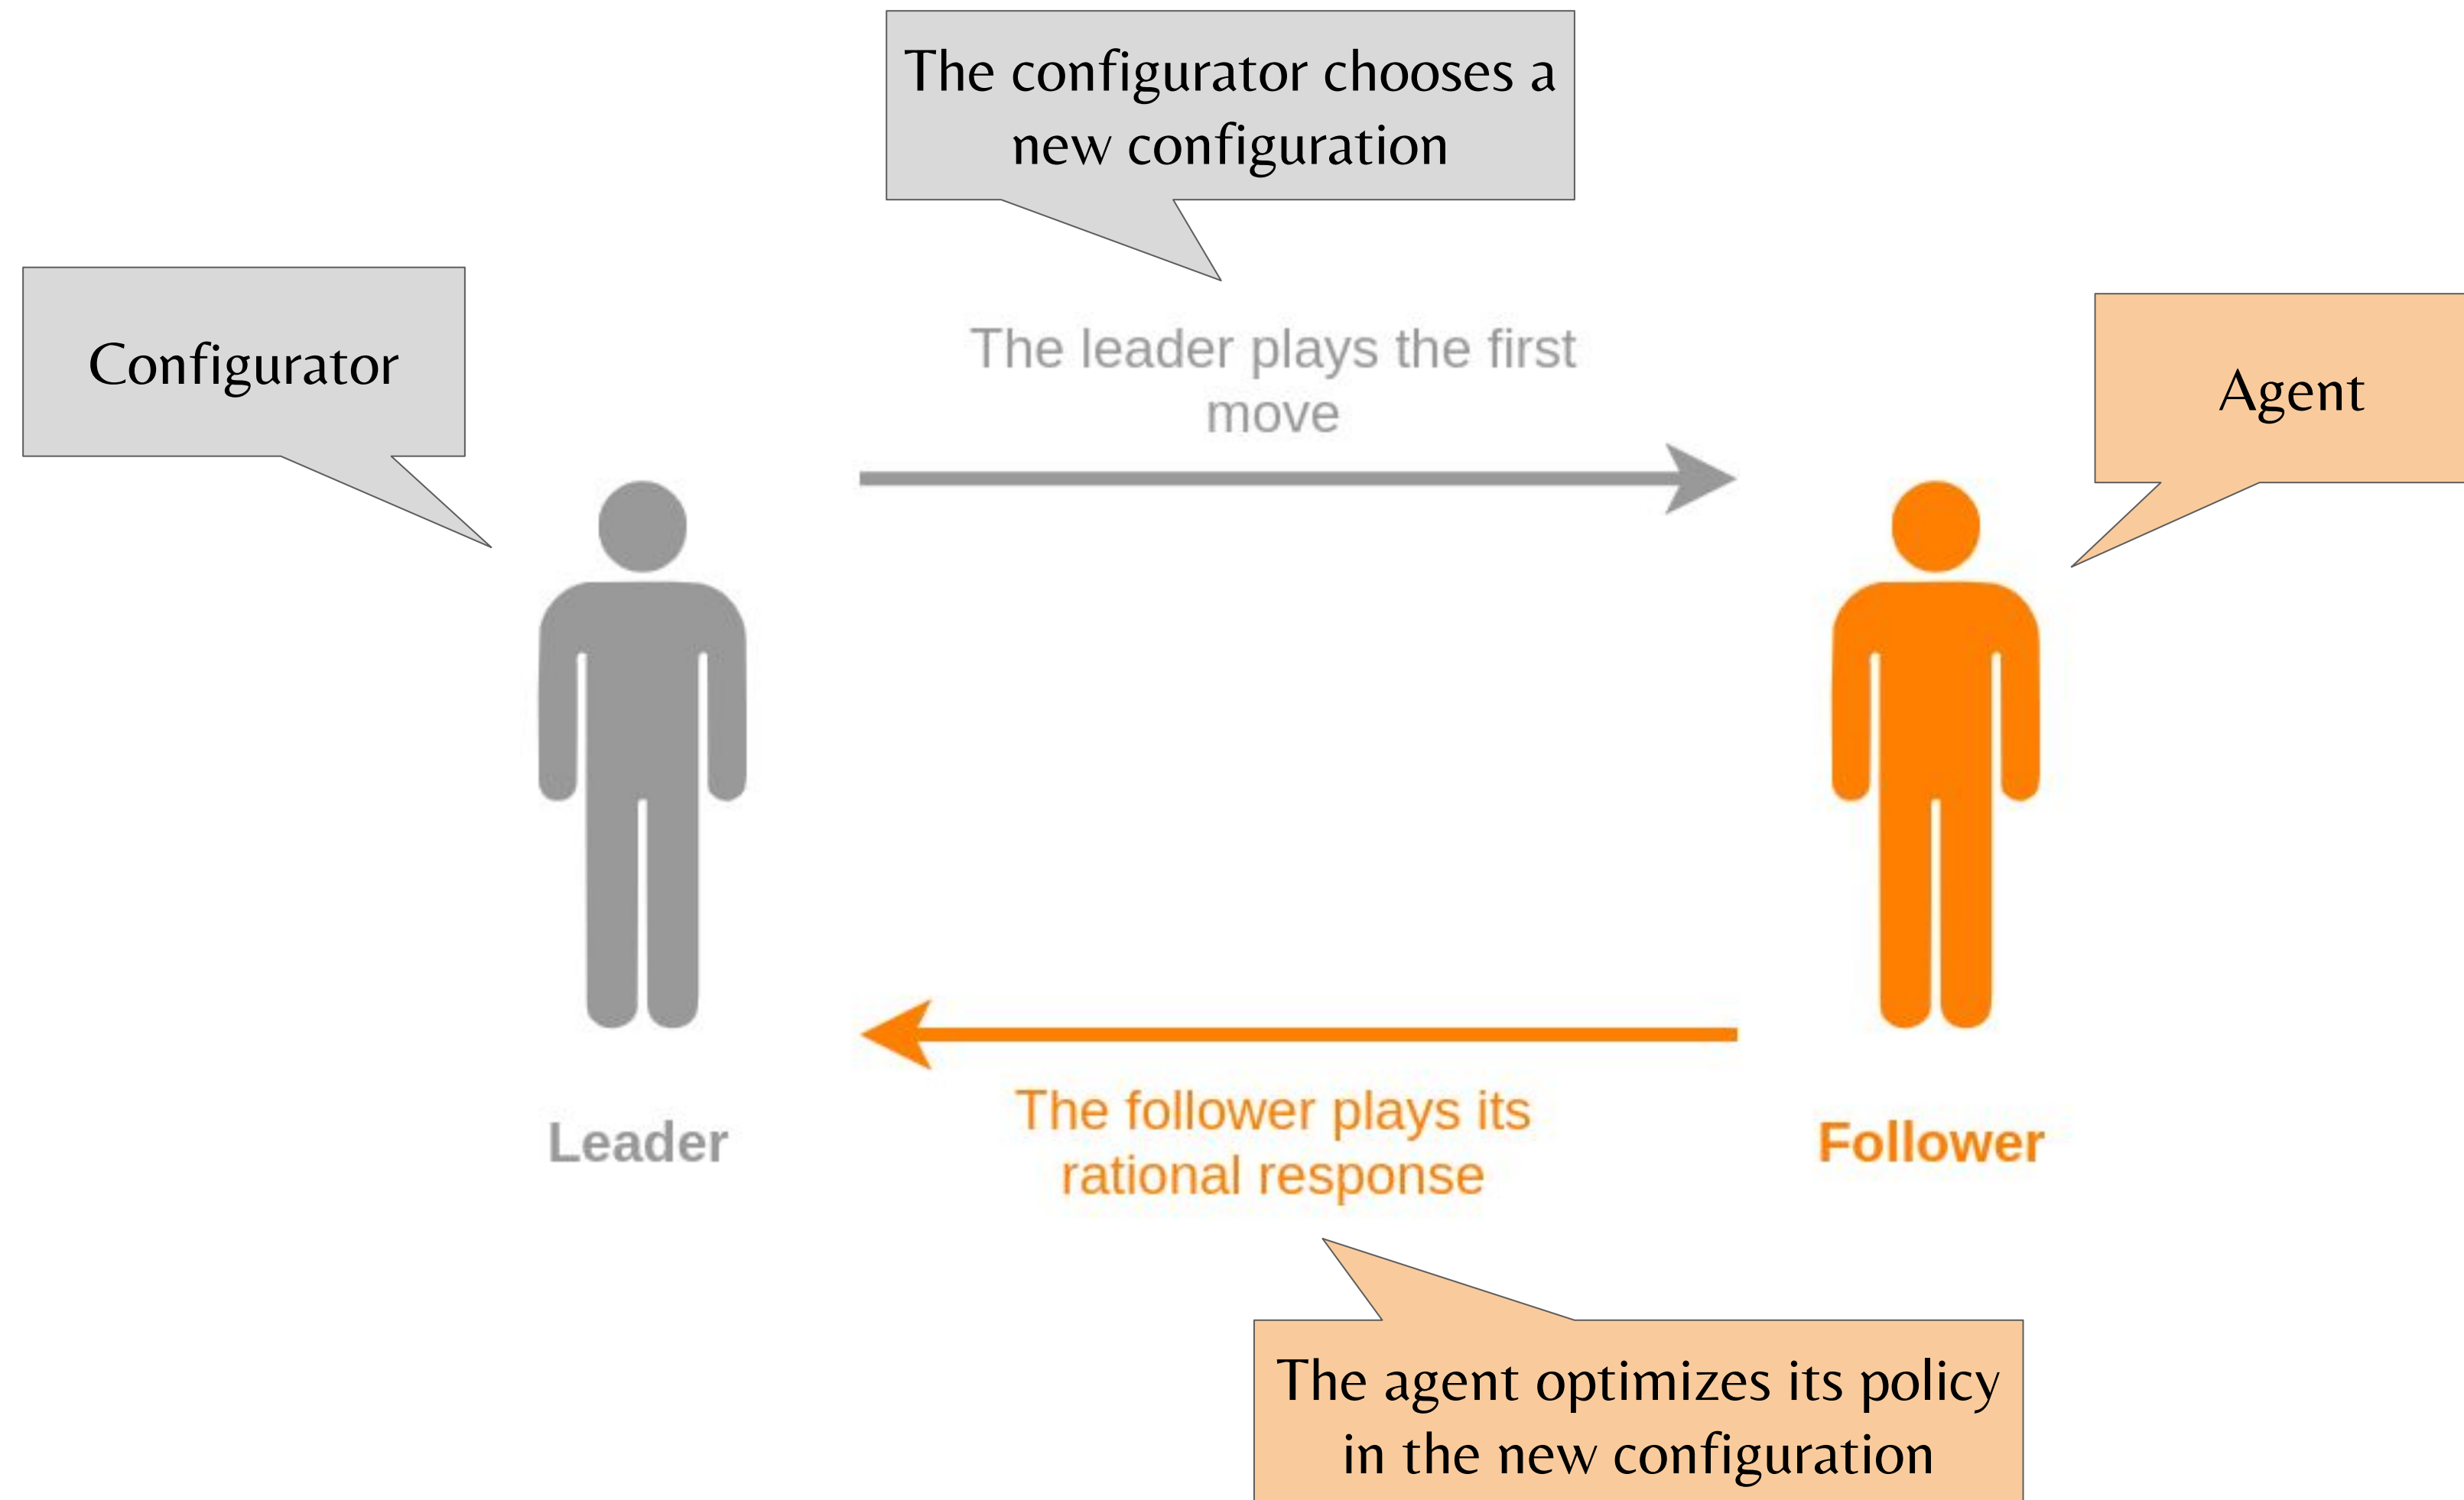 The configurator chooses a
new configuration
Configurator
The leader plays the first
move
Agent
Leader
The follower plays its
rational response
Follower
The agent optimizes its policy
in the new configuration